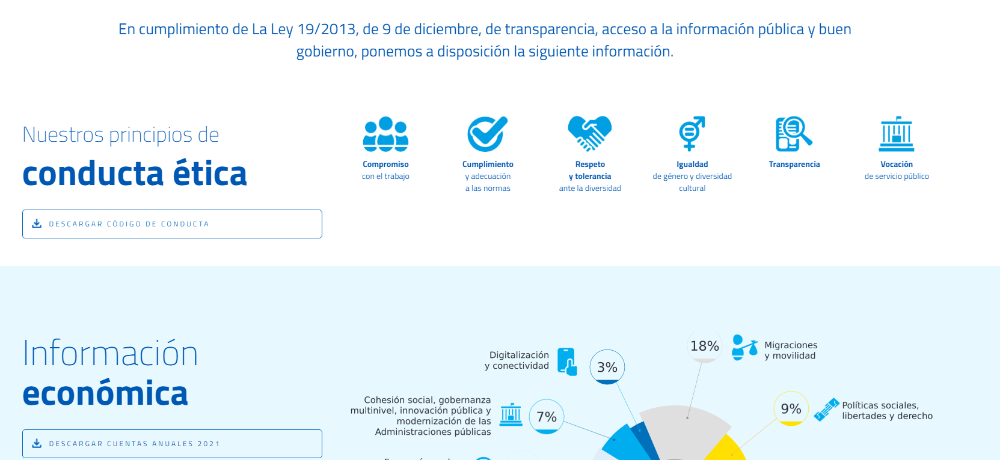 En cumplimiento de La Ley 19/2013, de 9 de diciembre, de transparencia, acceso a la información pública y buen
gobierno, ponemos a disposición la siguiente información.
Nuestros principios de
conducta ética
DESCARGAR CÓDIGO DE CONDUCTA
Compromiso
con el trabajo
Cumplimiento
y adecuación
a las normas
Respeto
y tolerancia
ante la diversidad
Igualdad
de género y diversidad
cultural
Transparencia
Vocación
de servicio público
Información
económica
DESCARGAR CUENTAS ANUALES 2021
Digitalización
y conectividad
3%
18%
Migraciones
y movilidad
Cohesión social, gobernanza
multinivel, innovación pública y
modernización de las
Administraciones públicas
7%
9%
Políticas sociales,
libertades y derecho